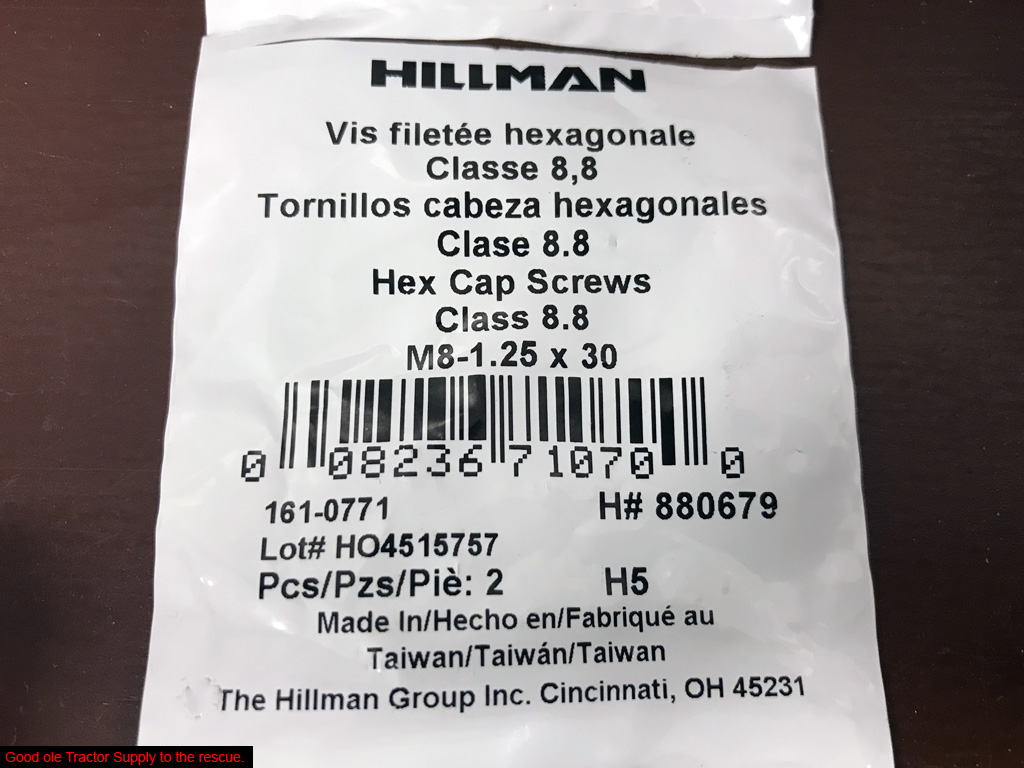 HILLMAN
Vis filetée hexagonale
Classe 8,8
Tornillos cabeza hexagonales
Clase 8.8
Hex Cap Screws
Class 8.8
M8-1.25 x 30
0 08236 71070 0
161-0771 H# 880679
Lot# HO4515757
Pcs/Pzs/Piè: 2 H5
Made In/Hecho en/Fabriqué au
Taiwan/Taiwán/Taiwan
The Hillman Group Inc. Cincinnati, OH 45231
Good ole Tractor Supply to the rescue.